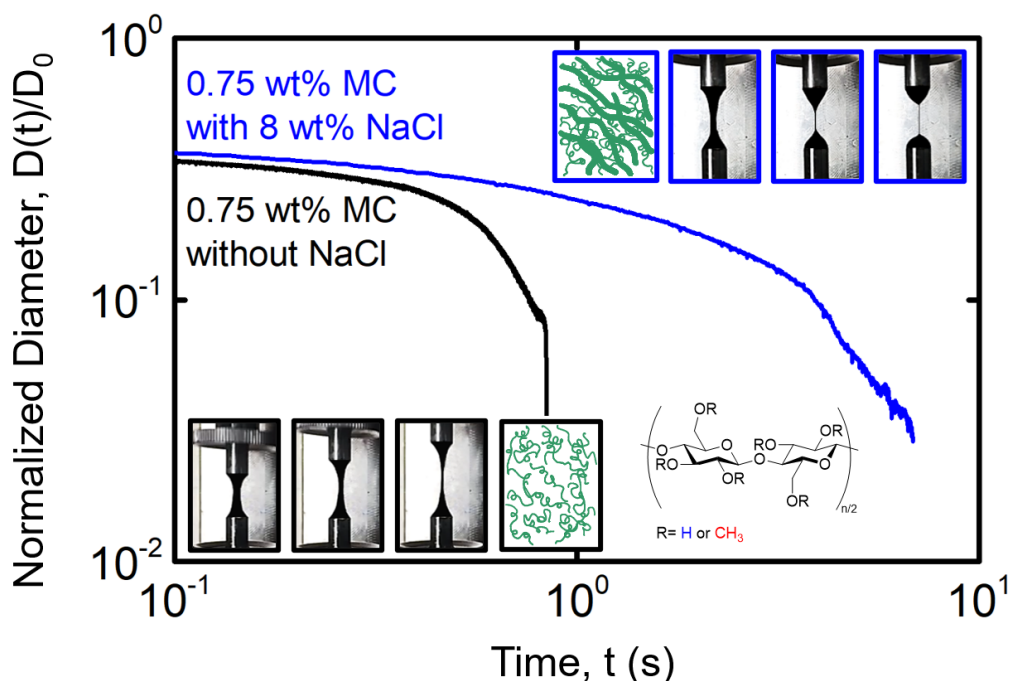 Normalized Diameter, D(t)/D₀
10⁰
10⁻¹
10⁻²
0.75 wt% MC
with 8 wt% NaCl
0.75 wt% MC
without NaCl
OR
O
RO
O
OR
RO
OR
O
O
OR
RO
n/2
R= H or CH₃
10⁻¹
10⁰
10¹
Time, t (s)